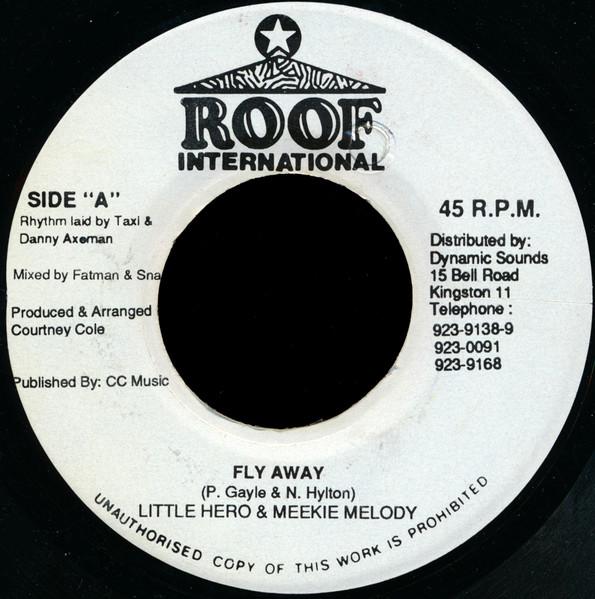 ROOF
INTERNATIONAL
SIDE "A"
Rhythm laid by Taxi &
Danny Axeman
Mixed by Fatman & Sna
Produced & Arranged
Courtney Cole
Published By: CC Music
45 R.P.M.
Distributed by:
Dynamic Sounds
15 Bell Road
Kingston 11
Telephone :
923-9138-9
923-0091
923-9168
FLY AWAY
(P. Gayle & N. Hylton)
LITTLE HERO & MEEKIE MELODY
UNAUTHORISED COPY OF THIS WORK IS PROHIBITED